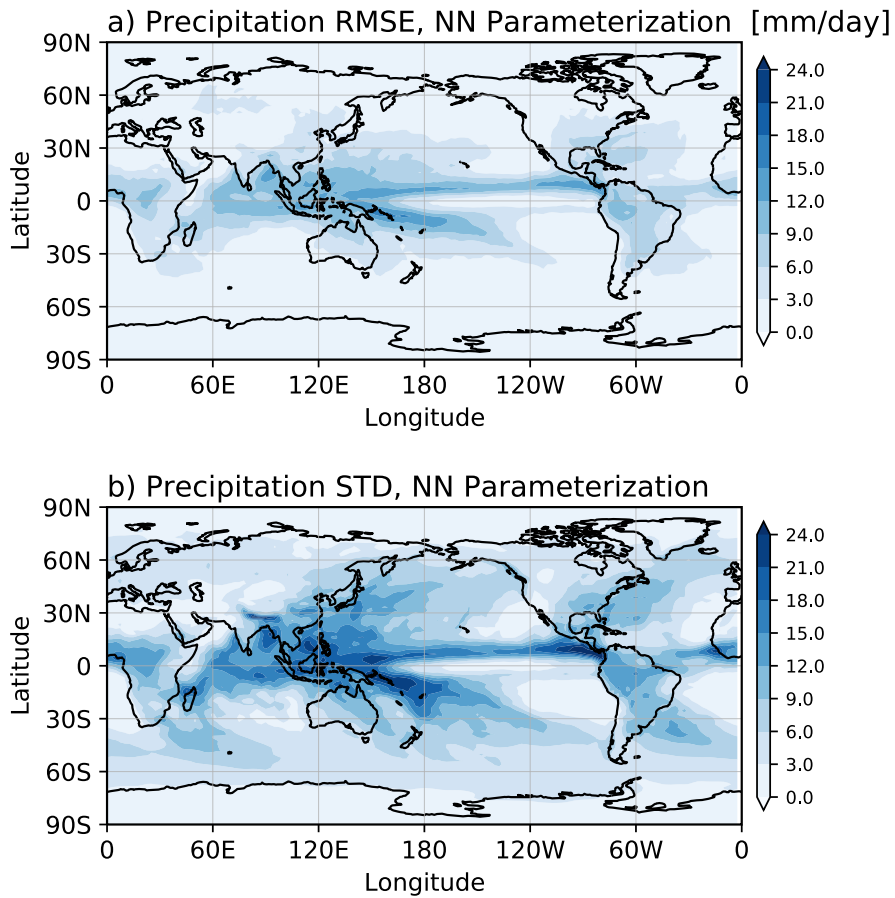 a) Precipitation RMSE, NN Parameterization [mm/day]
90N
60N
30N
0
30S
60S
90S
Latitude
0 60E 120E 180 120W 60W 0
Longitude
24.0
21.0
18.0
15.0
12.0
9.0
6.0
3.0
0.0
b) Precipitation STD, NN Parameterization
90N
60N
30N
0
30S
60S
90S
Latitude
0 60E 120E 180 120W 60W 0
Longitude
24.0
21.0
18.0
15.0
12.0
9.0
6.0
3.0
0.0